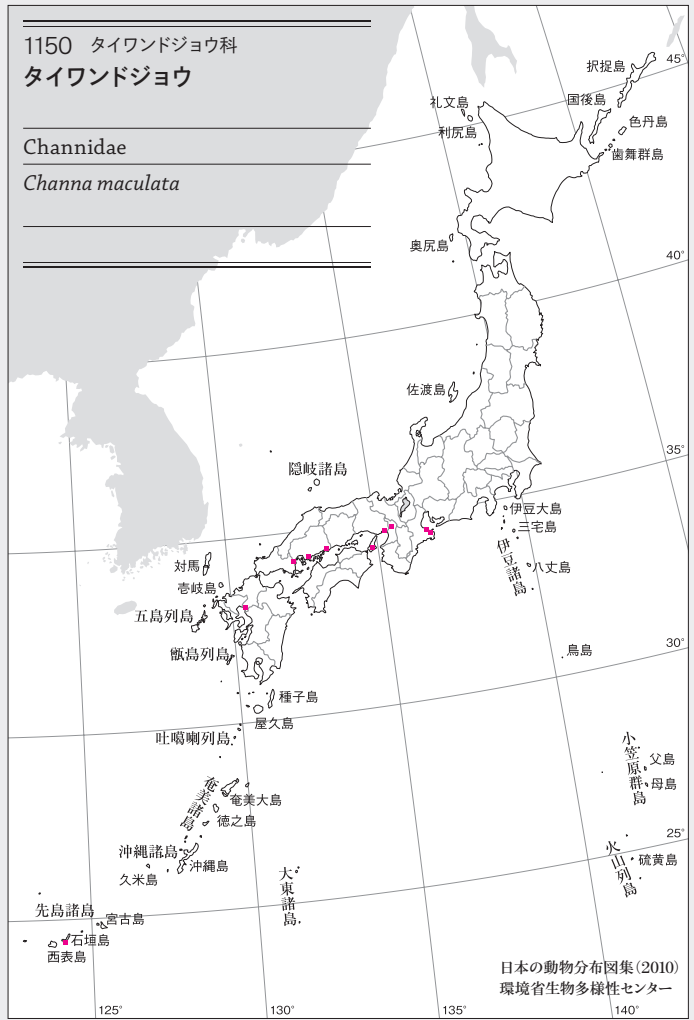 1150 タイワンドジョウ科
タイワンドジョウ
Channidae
Channa maculata
択捉島
45°
礼文島
国後島
色丹島
利尻島
歯舞群島
奥尻島
40°
佐渡島
35°
隠岐諸島
伊豆大島
三宅島
伊豆諸島
八丈島
対馬
壱岐島
五島列島
甑島列島
鳥島
30°
種子島
屋久島
吐噶喇列島
小笠原群島
父島
母島
奄美諸島
奄美大島
徳之島
25°
沖縄諸島
沖縄島
久米島
火山列島
硫黄島
大東諸島
先島諸島
宮古島
石垣島
西表島
日本の動物分布図集(2010)
環境省生物多様性センター
125°
130°
135°
140°